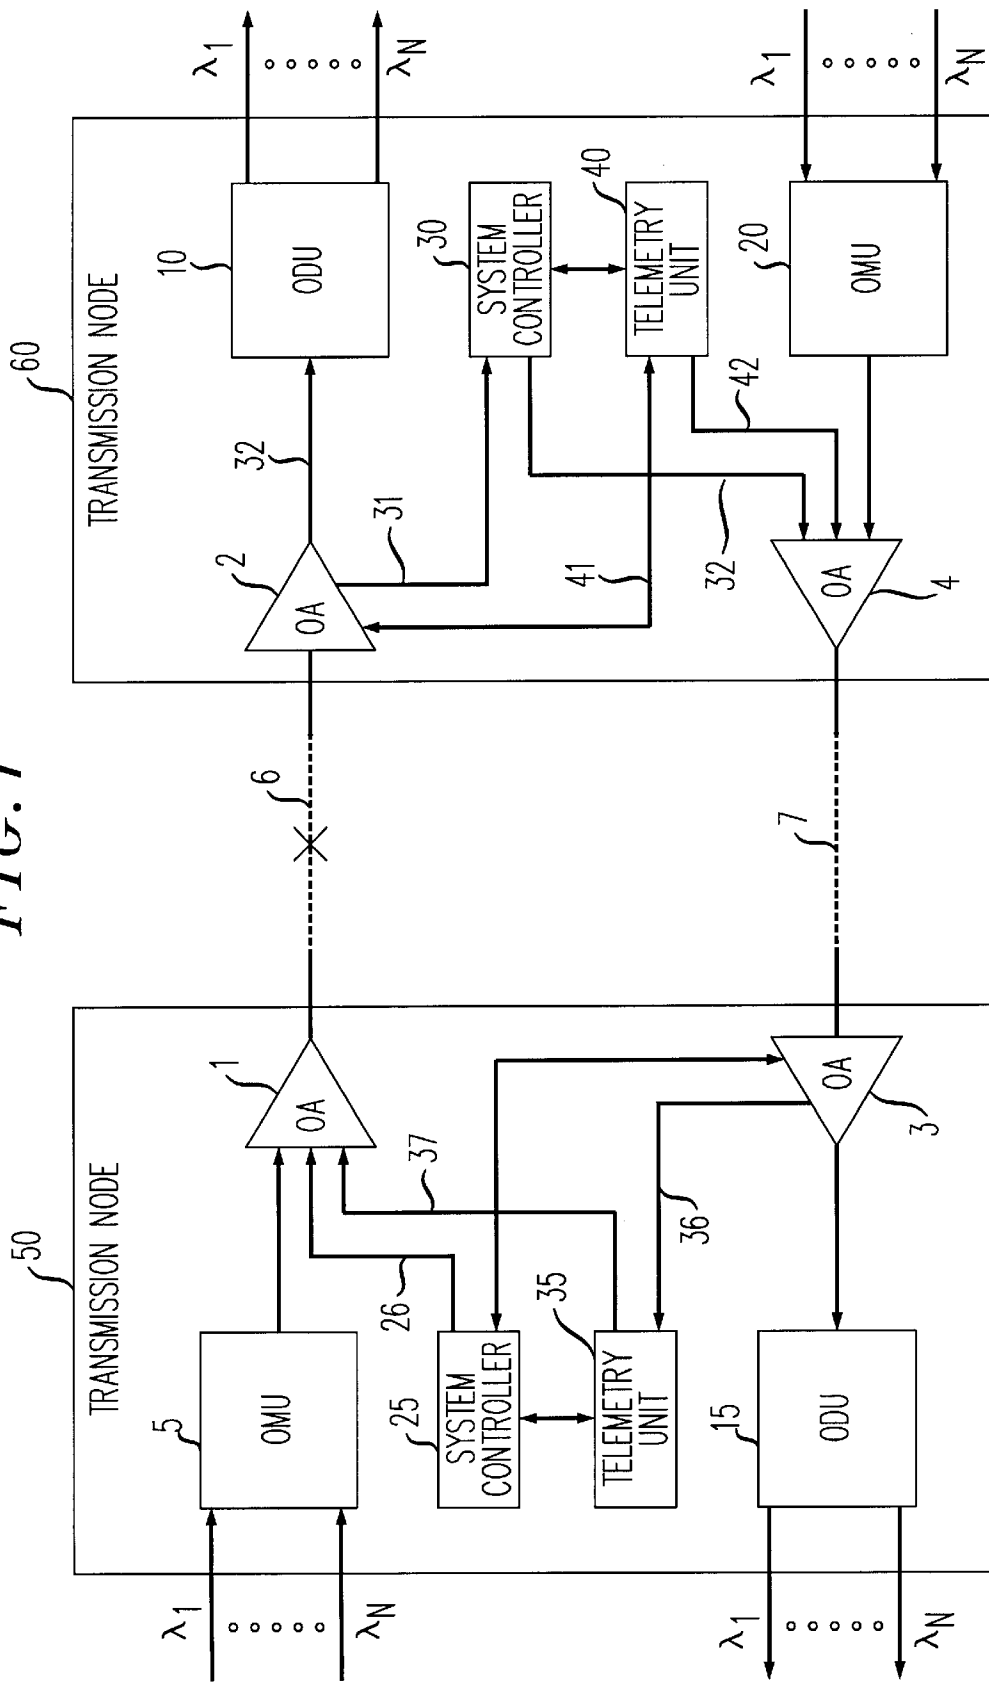 FIG. 1
50
TRANSMISSION NODE
λ1
λN
5
OMU
1
OA
26
37
25
SYSTEM
CONTROLLER
35
TELEMETRY
UNIT
36
15
ODU
λ1
λN
3
OA
6
7
60
TRANSMISSION NODE
2
OA
32
10
ODU
λ1
λN
31
41
30
SYSTEM
CONTROLLER
40
TELEMETRY
UNIT
42
32
4
OA
20
OMU
λ1
λN